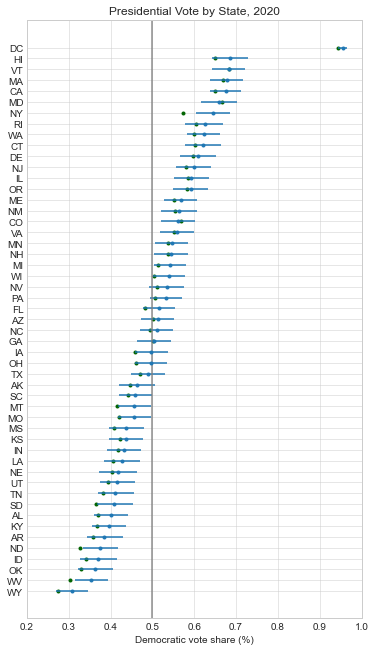 Presidential Vote by State, 2020
DC
HI
VT
MA
CA
MD
NY
RI
WA
CT
DE
NJ
IL
OR
ME
NM
CO
VA
MN
NH
MI
WI
NV
PA
FL
AZ
NC
GA
IA
OH
TX
AK
SC
MT
MO
MS
KS
IN
LA
NE
UT
TN
SD
AL
KY
AR
ND
ID
OK
WV
WY
0.2 0.3 0.4 0.5 0.6 0.7 0.8 0.9 1.0
Democratic vote share (%)